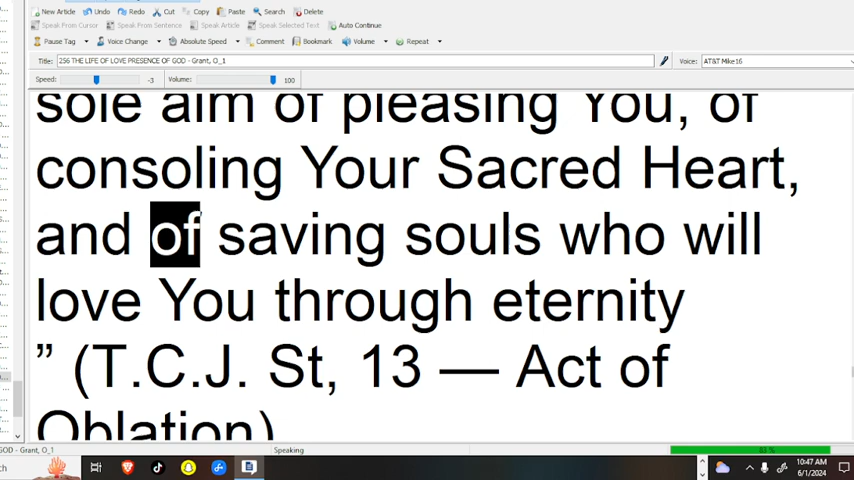 New Article Undo Redo Cut Copy Paste Search Delete
Speak From Cursor Speak From Sentence Speak Article Speak Selected Text Auto Continue
Pause Tag Voice Change Absolute Speed Comment Bookmark Volume Repeat
Title: 256 THE LIFE OF LOVE PRESENCE OF GOD - Grant, O_1 Voice: AT&T Mike16
Speed: -3 Volume: 100
sole aim of pleasing You, of
consoling Your Sacred Heart,
and of saving souls who will
love You through eternity
” (T.C.J. St, 13 — Act of
Oblation)
GOD - Grant, O_1 Speaking 83 %
10:47 AM
6/1/2024